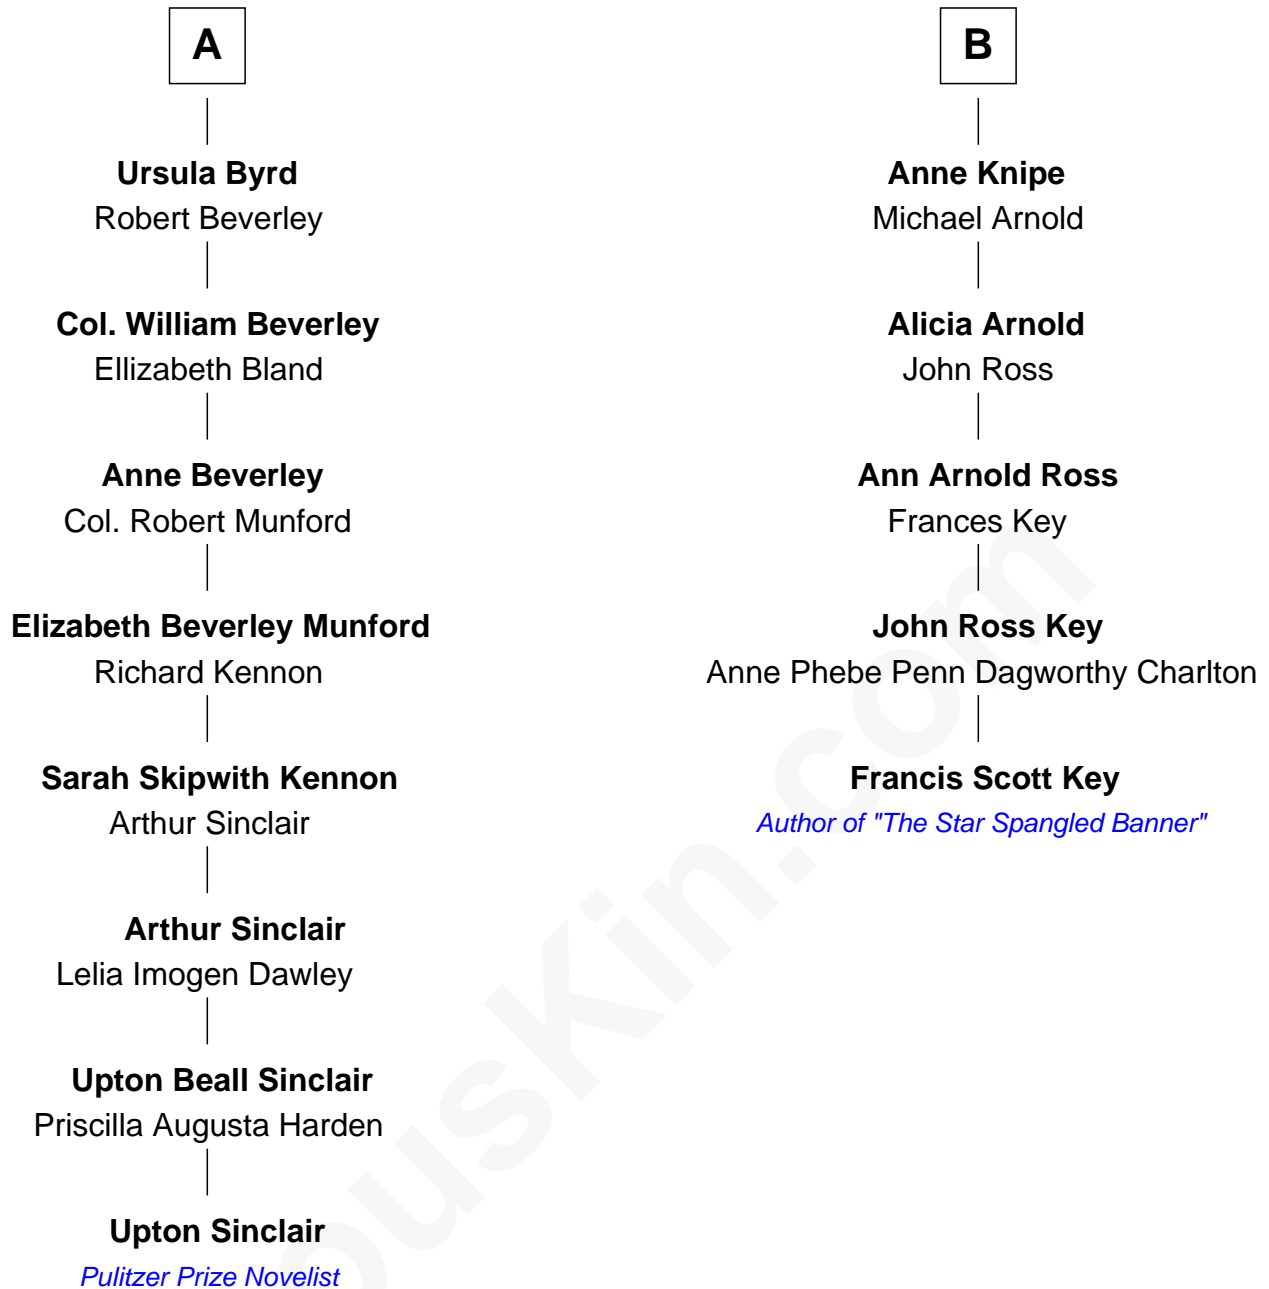 A
Ursula Byrd
Robert Beverley
Col. William Beverley
Ellizabeth Bland
Anne Beverley
Col. Robert Munford
Elizabeth Beverley Munford
Richard Kennon
Sarah Skipwith Kennon
Arthur Sinclair
Arthur Sinclair
Lelia Imogen Dawley
Upton Beall Sinclair
Priscilla Augusta Harden
Upton Sinclair
Pulitzer Prize Novelist
B
Anne Knipe
Michael Arnold
Alicia Arnold
John Ross
Ann Arnold Ross
Frances Key
John Ross Key
Anne Phebe Penn Dagworthy Charlton
Francis Scott Key
Author of "The Star Spangled Banner"
ousKin.com